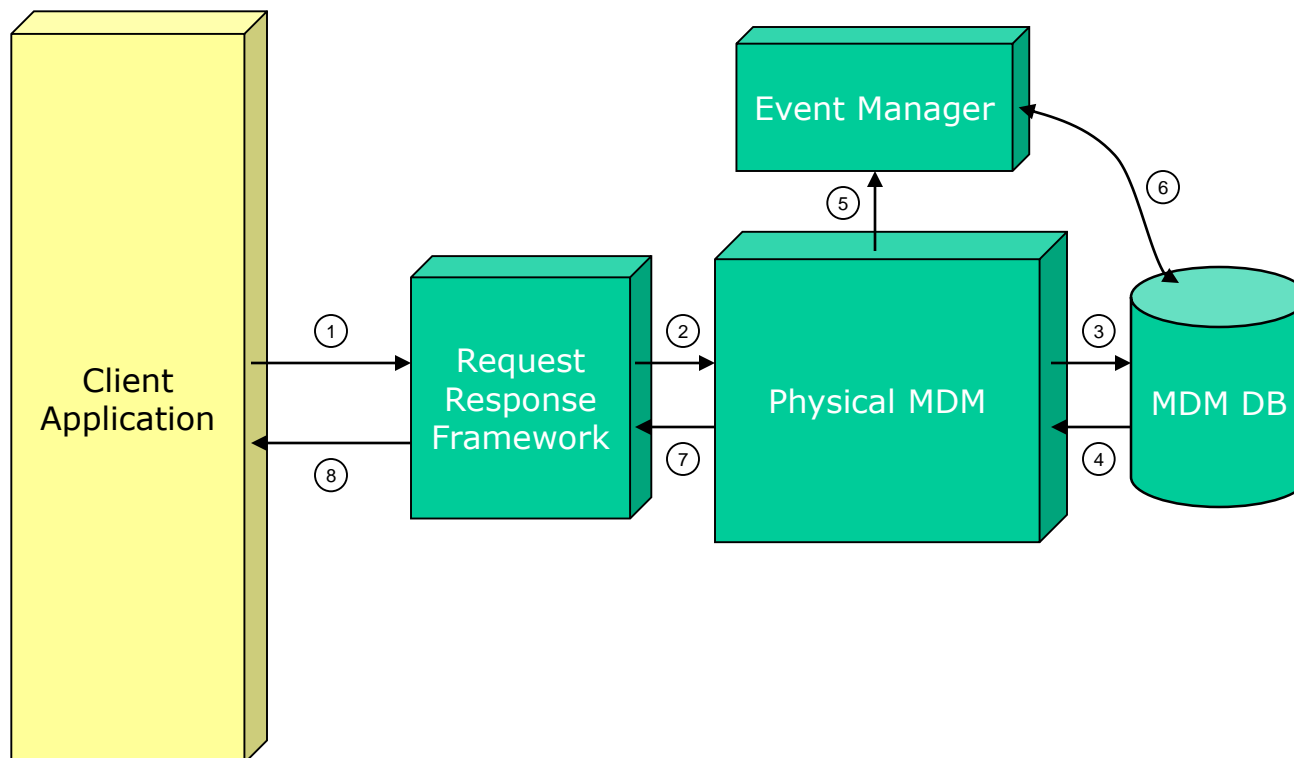 Event Manager
5
6
1
2
3
Client
Application
Request
Response
Framework
Physical MDM
MDM DB
8
7
4